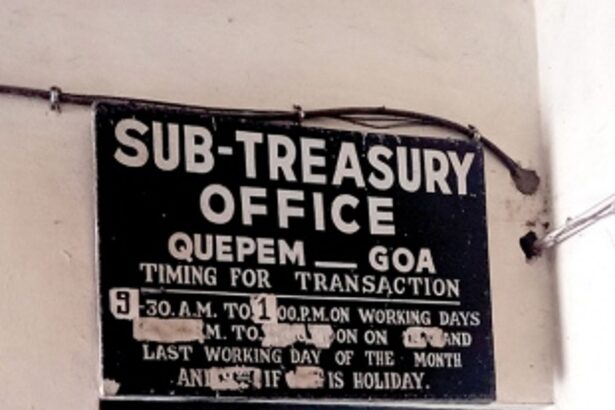 SUB-TREASURY
OFFICE
QUEPEM — GOA
TIMING FOR TRANSACTION
9-30.A.M. TO 1 00.P.M.ON WORKING DAYS
M. TO ON ON AND
LAST WORKING DAY OF THE MONTH
AND IF IS HOLIDAY.